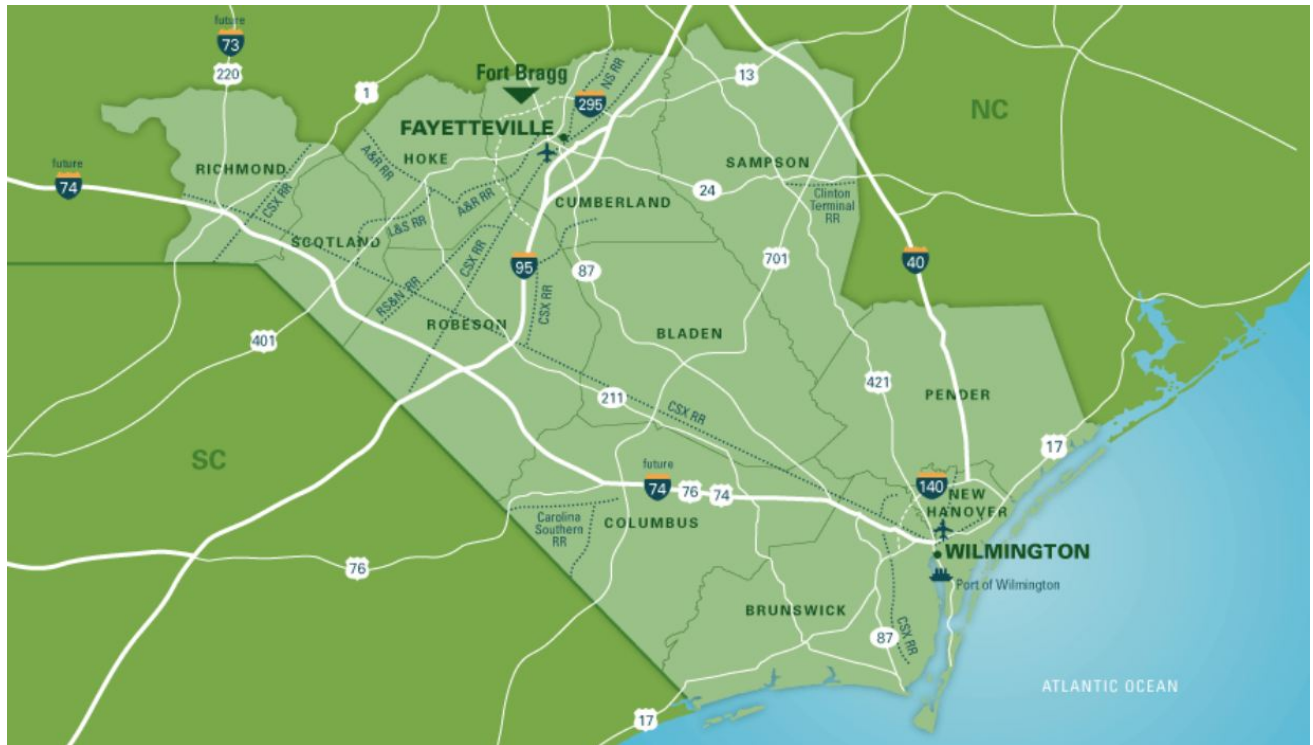 future
73
220
1
Fort Bragg
NS RR
295
13
NC
FAYETTEVILLE
future
74
RICHMOND
A&R RR
HOKE
SAMPSON
CSX RR
A&R RR
24
Clinton
Terminal
RR
CUMBERLAND
L&S RR
SCOTLAND
CSX RR
95
87
701
40
RS&N RR
CSX RR
ROBESON
BLADEN
401
421
211
CSX RR
PENDER
17
SC
future
74
76
74
140
NEW
HANOVER
Carolina
Southern
RR
COLUMBUS
WILMINGTON
76
Port of Wilmington
BRUNSWICK
87
CSX RR
ATLANTIC OCEAN
17